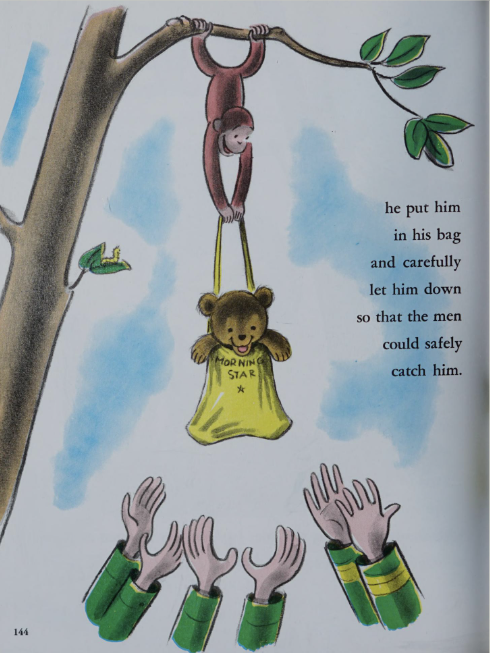 he put him
in his bag
and carefully
let him down
so that the men
could safely
catch him.
MORNING
STAR
144